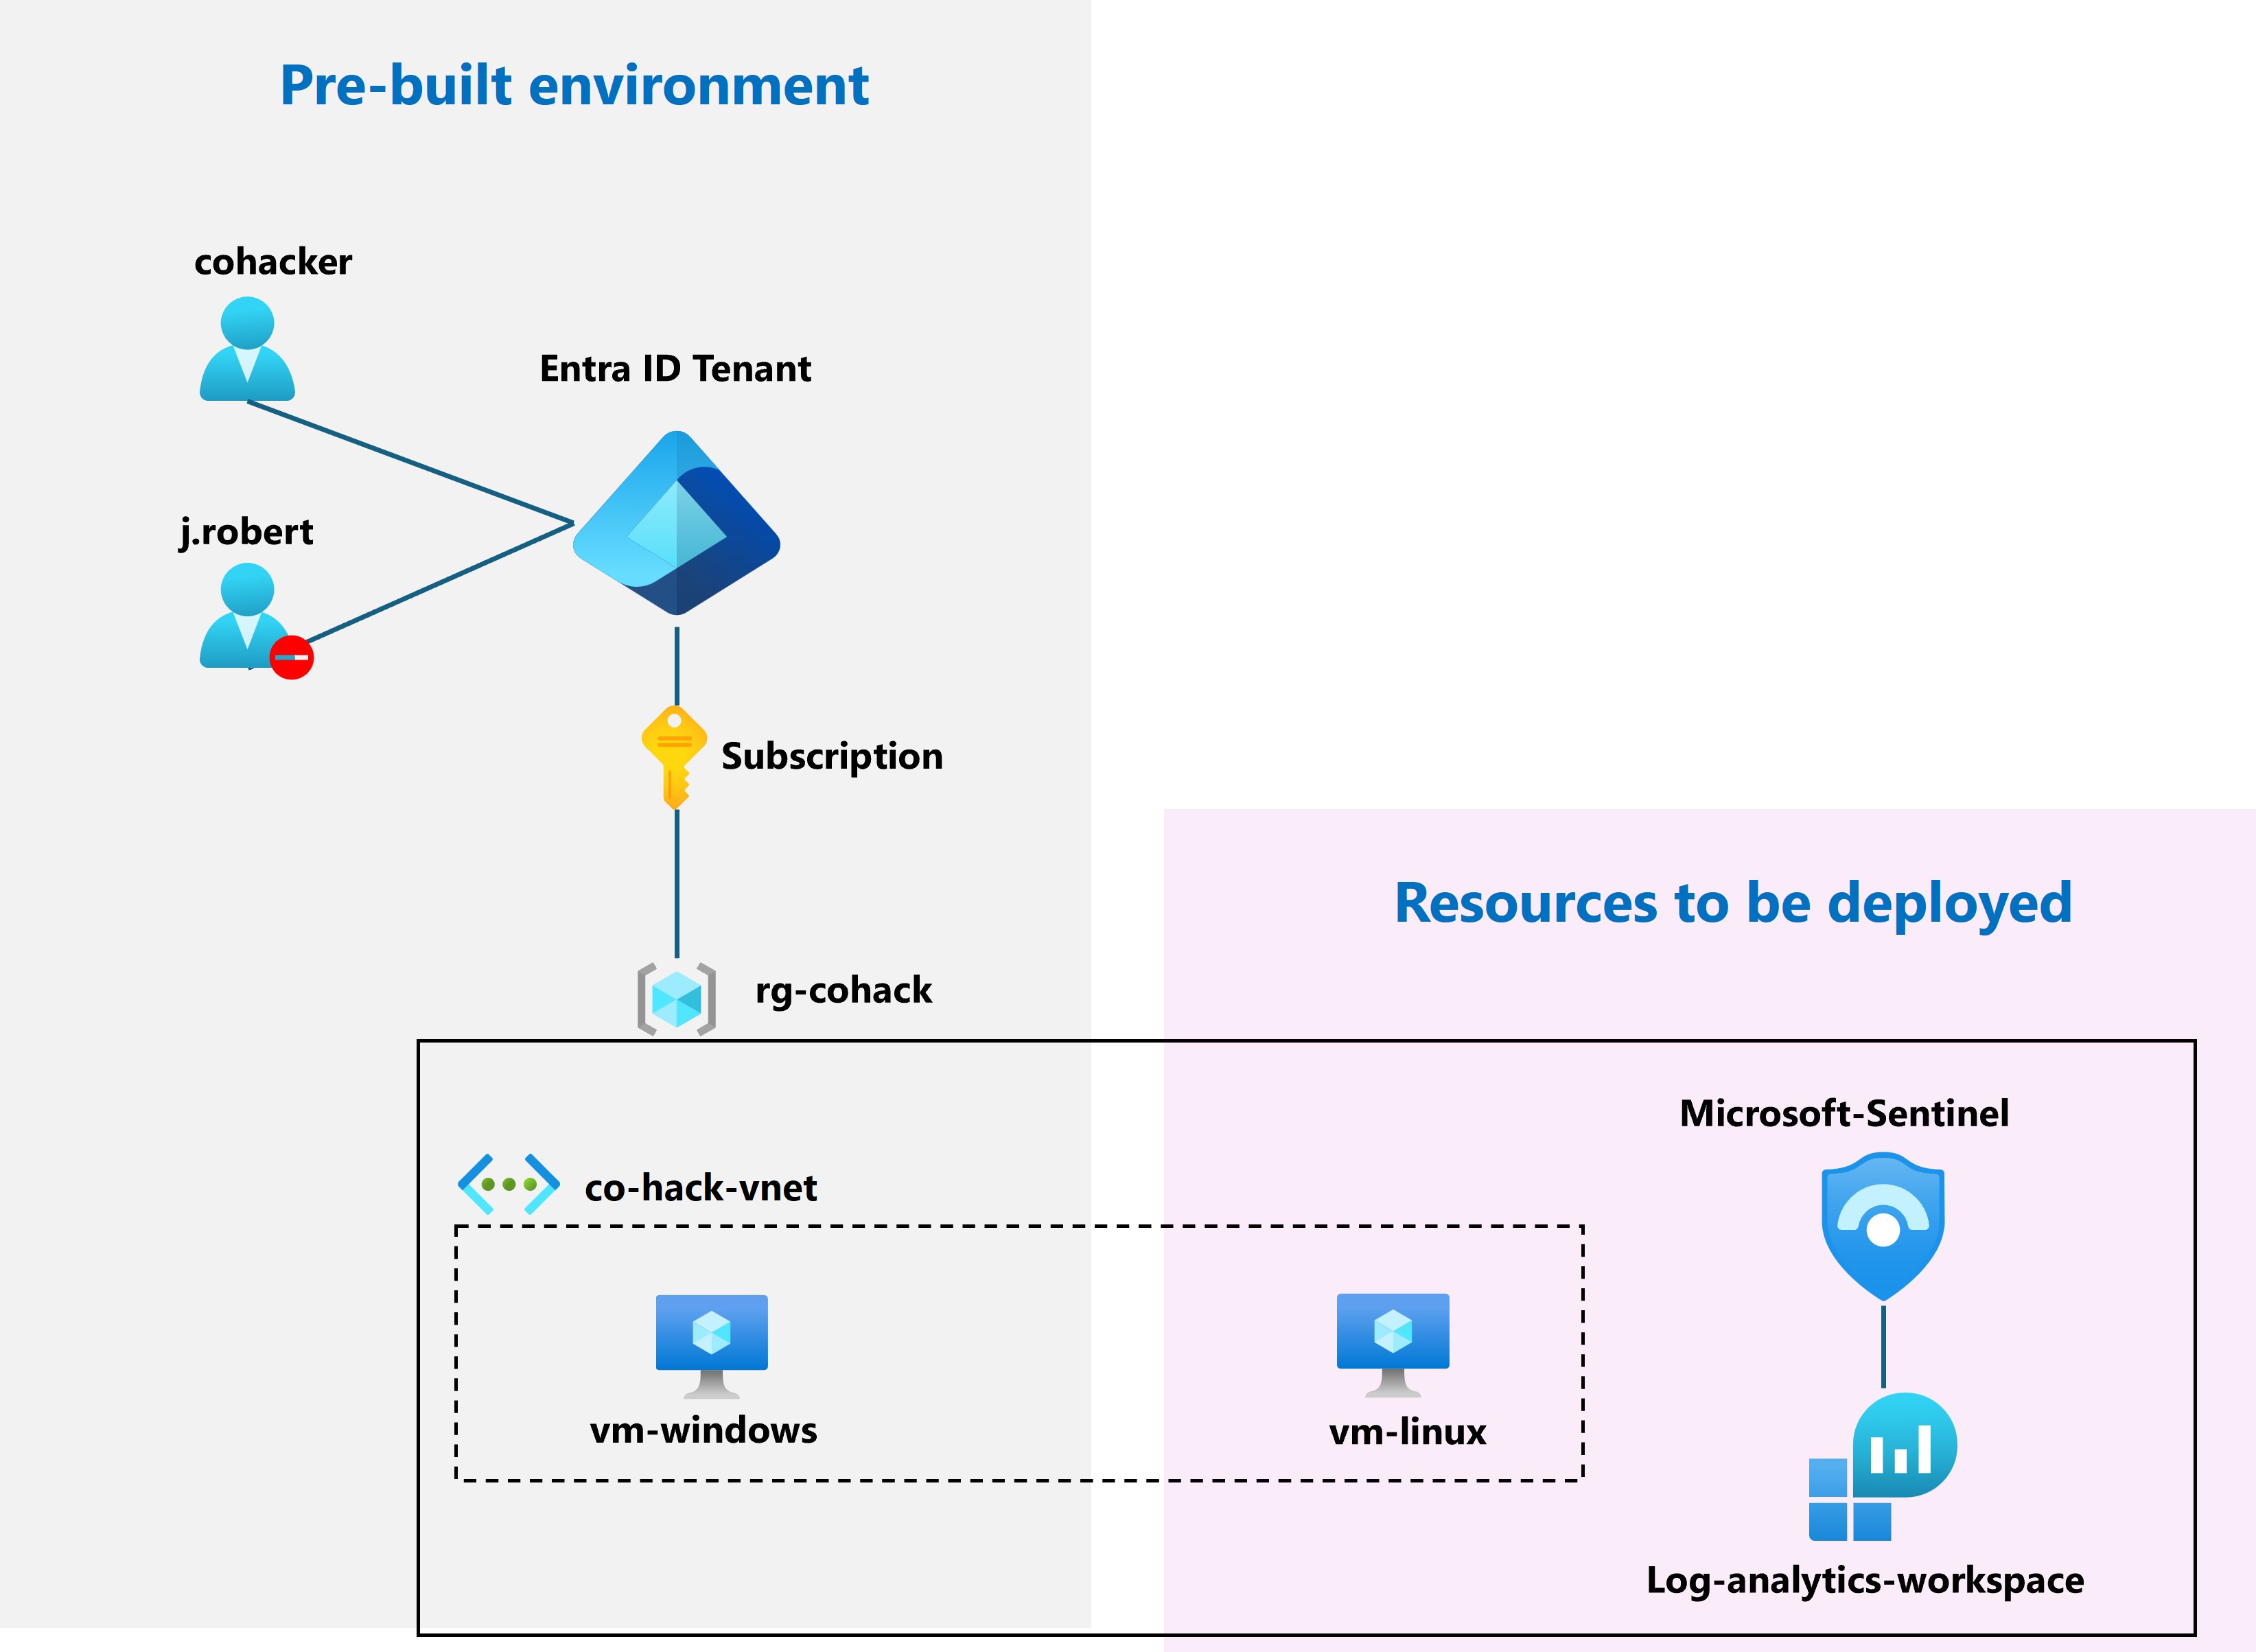 Pre-built environment
cohacker
Entra ID Tenant
j.robert
Subscription
Resources to be deployed
rg-cohack
Microsoft-Sentinel
co-hack-vnet
vm-windows
vm-linux
Log-analytics-workspace